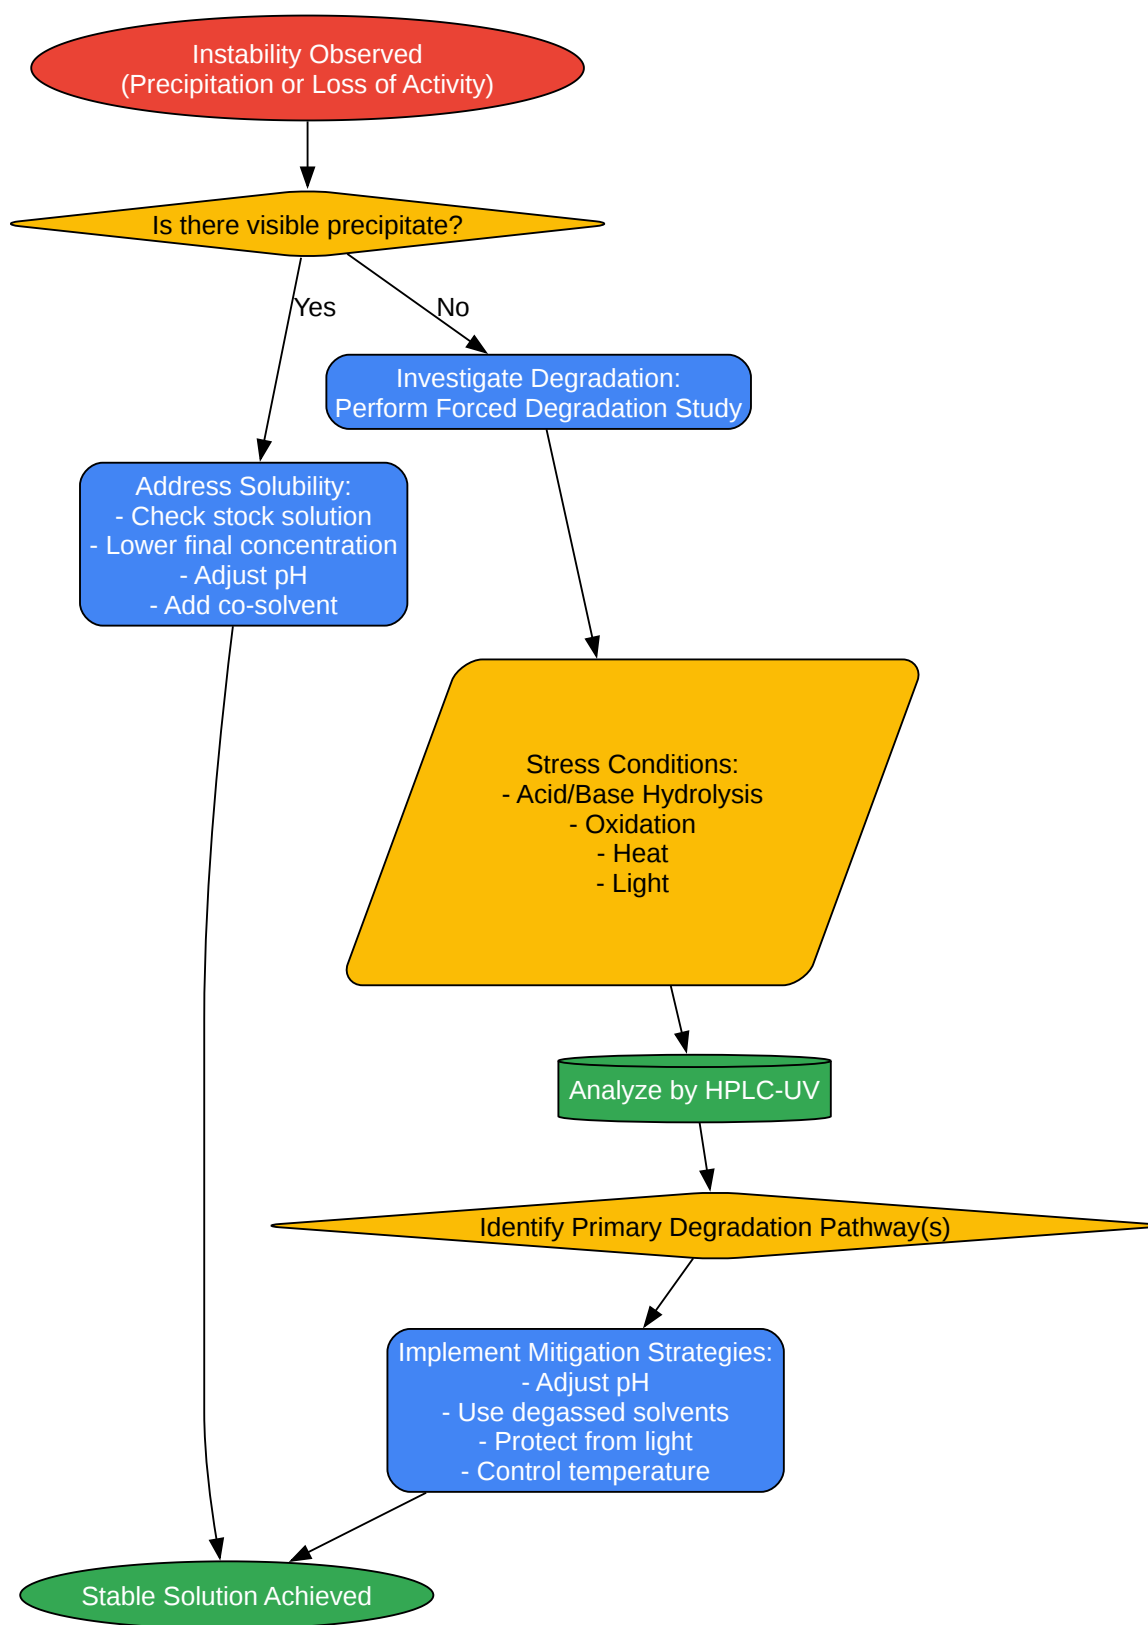 Instability Observed
(Precipitation or Loss of Activity)
Is there visible precipitate?
Yes
No
Investigate Degradation:
Perform Forced Degradation Study
Address Solubility:
- Check stock solution
- Lower final concentration
- Adjust pH
- Add co-solvent
Stress Conditions:
- Acid/Base Hydrolysis
- Oxidation
- Heat
- Light
Analyze by HPLC-UV
Identify Primary Degradation Pathway(s)
Implement Mitigation Strategies:
- Adjust pH
- Use degassed solvents
- Protect from light
- Control temperature
Stable Solution Achieved